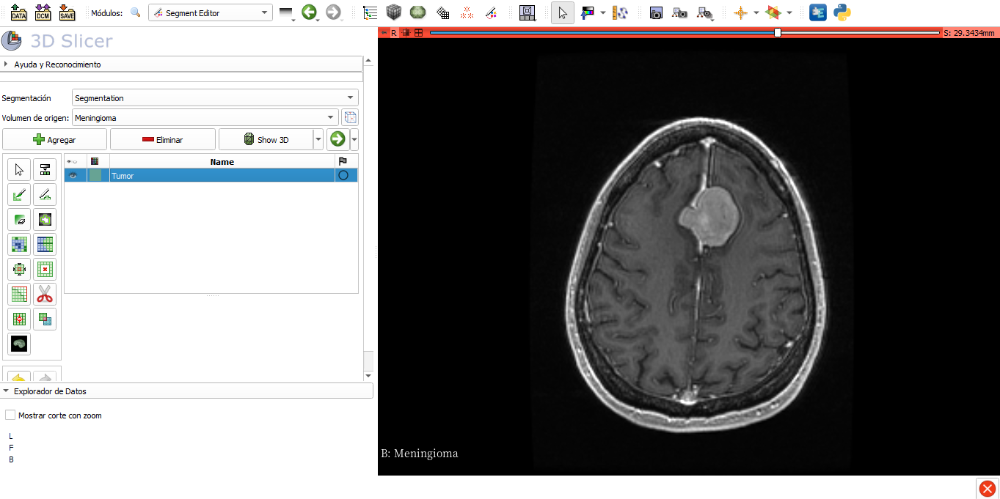 DATA DCM SAVE Módulos: Segment Editor
R S: 29.3434mm
3D Slicer
Ayuda y Reconocimiento
Segmentación Segmentation
Volumen de origen: Meningioma
Agregar Eliminar Show 3D
Name
Tumor
Explorador de Datos
Mostrar corte con zoom
L
F
B
B: Meningioma